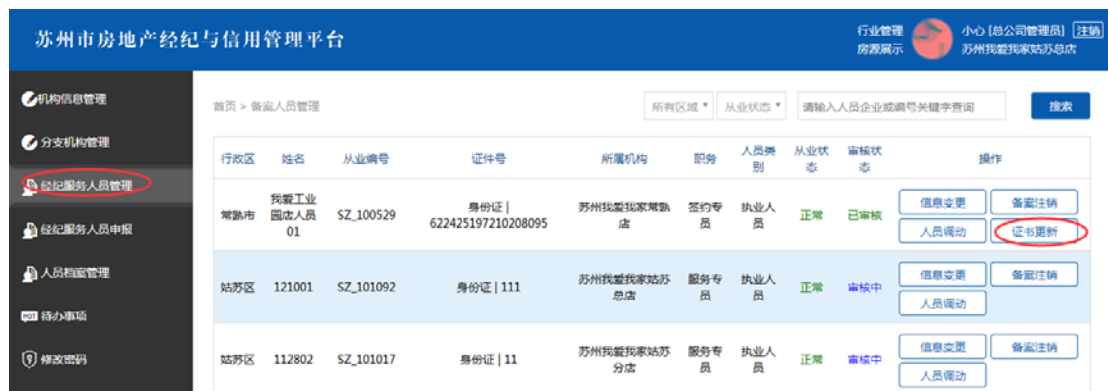 苏州市房地产经纪与信用管理平台
行业管理 小心 [总公司管理员] 注销
房源展示 苏州我爱我家姑苏总店
机构信息管理
分支机构管理
经纪服务人员管理
经纪服务人员申报
人员档案管理
待办事项
修改密码
首页 > 备案人员管理
所有区域 从业状态 请输入人员企业或编号关键字查询 搜索
行政区 姓名 从业编号 证件号 所属机构 职务 人员类别 从业状态 审核状态 操作
常熟市 我爱工业园店人员01 SZ_100529 身份证 | 622425197210208095 苏州我爱我家常熟店 签约专员 执业人员 正常 已审核 信息变更 备案注销
人员调动 证书更新
姑苏区 121001 SZ_101092 身份证 | 111 苏州我爱我家姑苏总店 服务专员 执业人员 正常 审核中 信息变更 备案注销
人员调动
姑苏区 112802 SZ_101017 身份证 | 11 苏州我爱我家姑苏分店 服务专员 执业人员 正常 审核中 信息变更 备案注销
人员调动